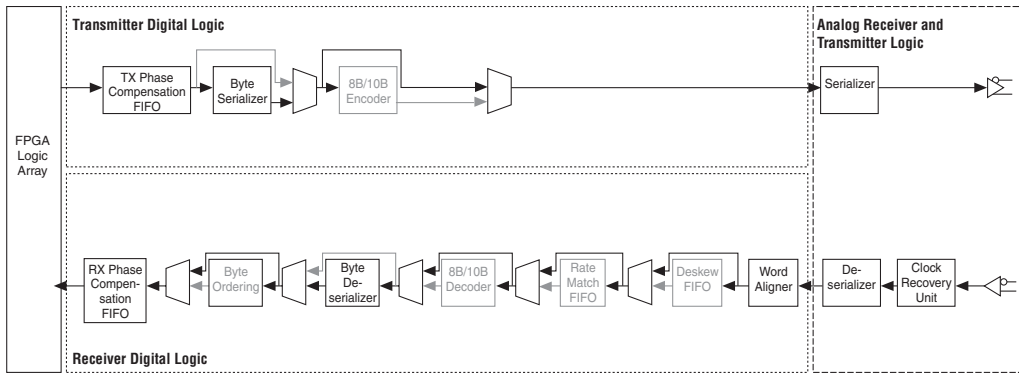 Transmitter Digital Logic
Analog Receiver and
Transmitter Logic
FPGA
Logic
Array
TX Phase
Compensation
FIFO
Byte
Serializer
8B/10B
Encoder
Serializer
RX Phase
Compen-
sation
FIFO
Byte
Ordering
Byte
De-
serializer
8B/10B
Decoder
Rate
Match
FIFO
Deskew
FIFO
Word
Aligner
De-
serializer
Clock
Recovery
Unit
Receiver Digital Logic